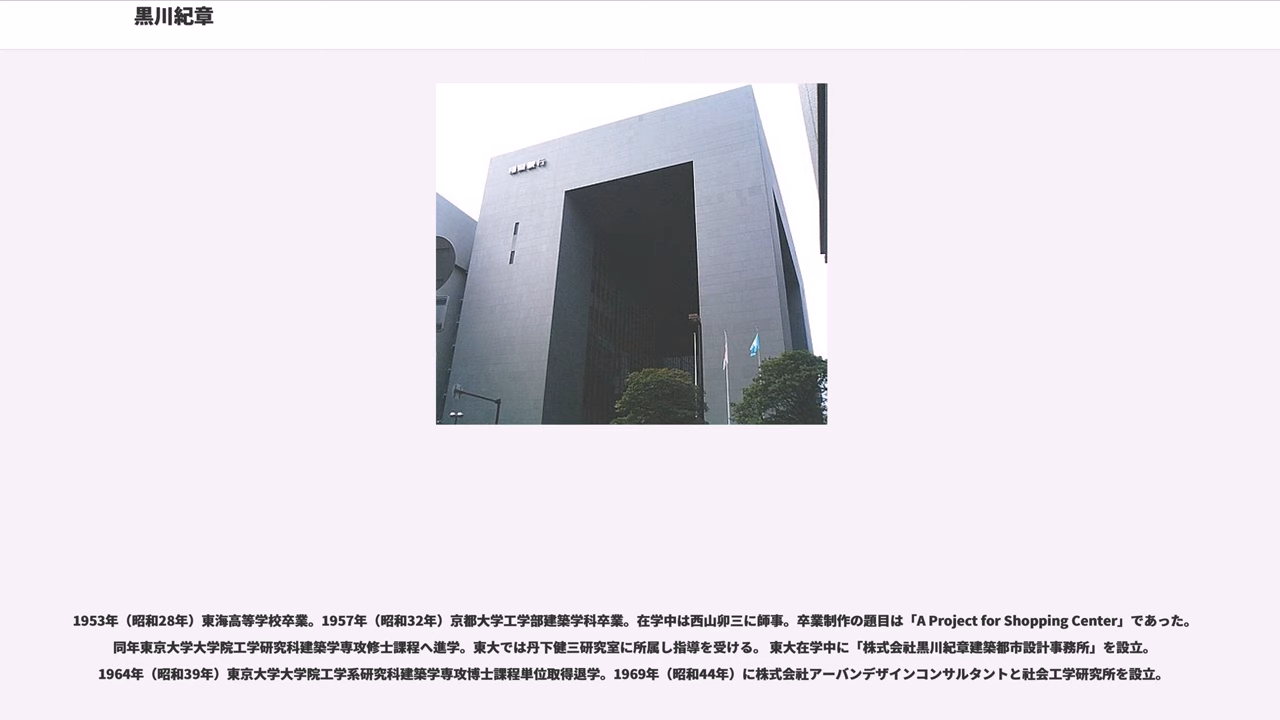 黒川紀章
福岡銀行
1953年（昭和28年）東海高等学校卒業。1957年（昭和32年）京都大学工学部建築学科卒業。在学中は西山卯三に師事。卒業制作の題目は「A Project for Shopping Center」であった。
同年東京大学大学院工学研究科建築学専攻修士課程へ進学。東大では丹下健三研究室に所属し指導を受ける。 東大在学中に「株式会社黒川紀章建築都市設計事務所」を設立。
1964年（昭和39年）東京大学大学院工学系研究科建築学専攻博士課程単位取得退学。1969年（昭和44年）に株式会社アーバンデザインコンサルタントと社会工学研究所を設立。